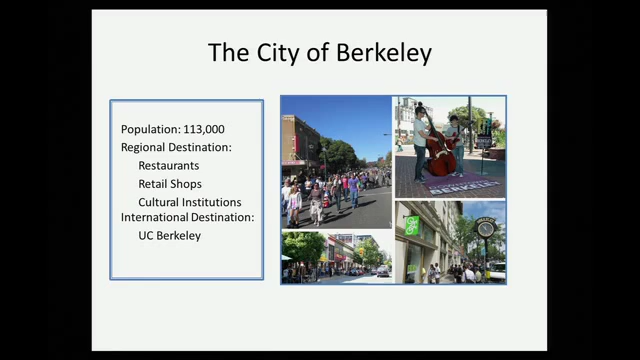 The City of Berkeley
Population: 113,000
Regional Destination:
Restaurants
Retail Shops
Cultural Institutions
International Destination:
UC Berkeley
BERKELEY